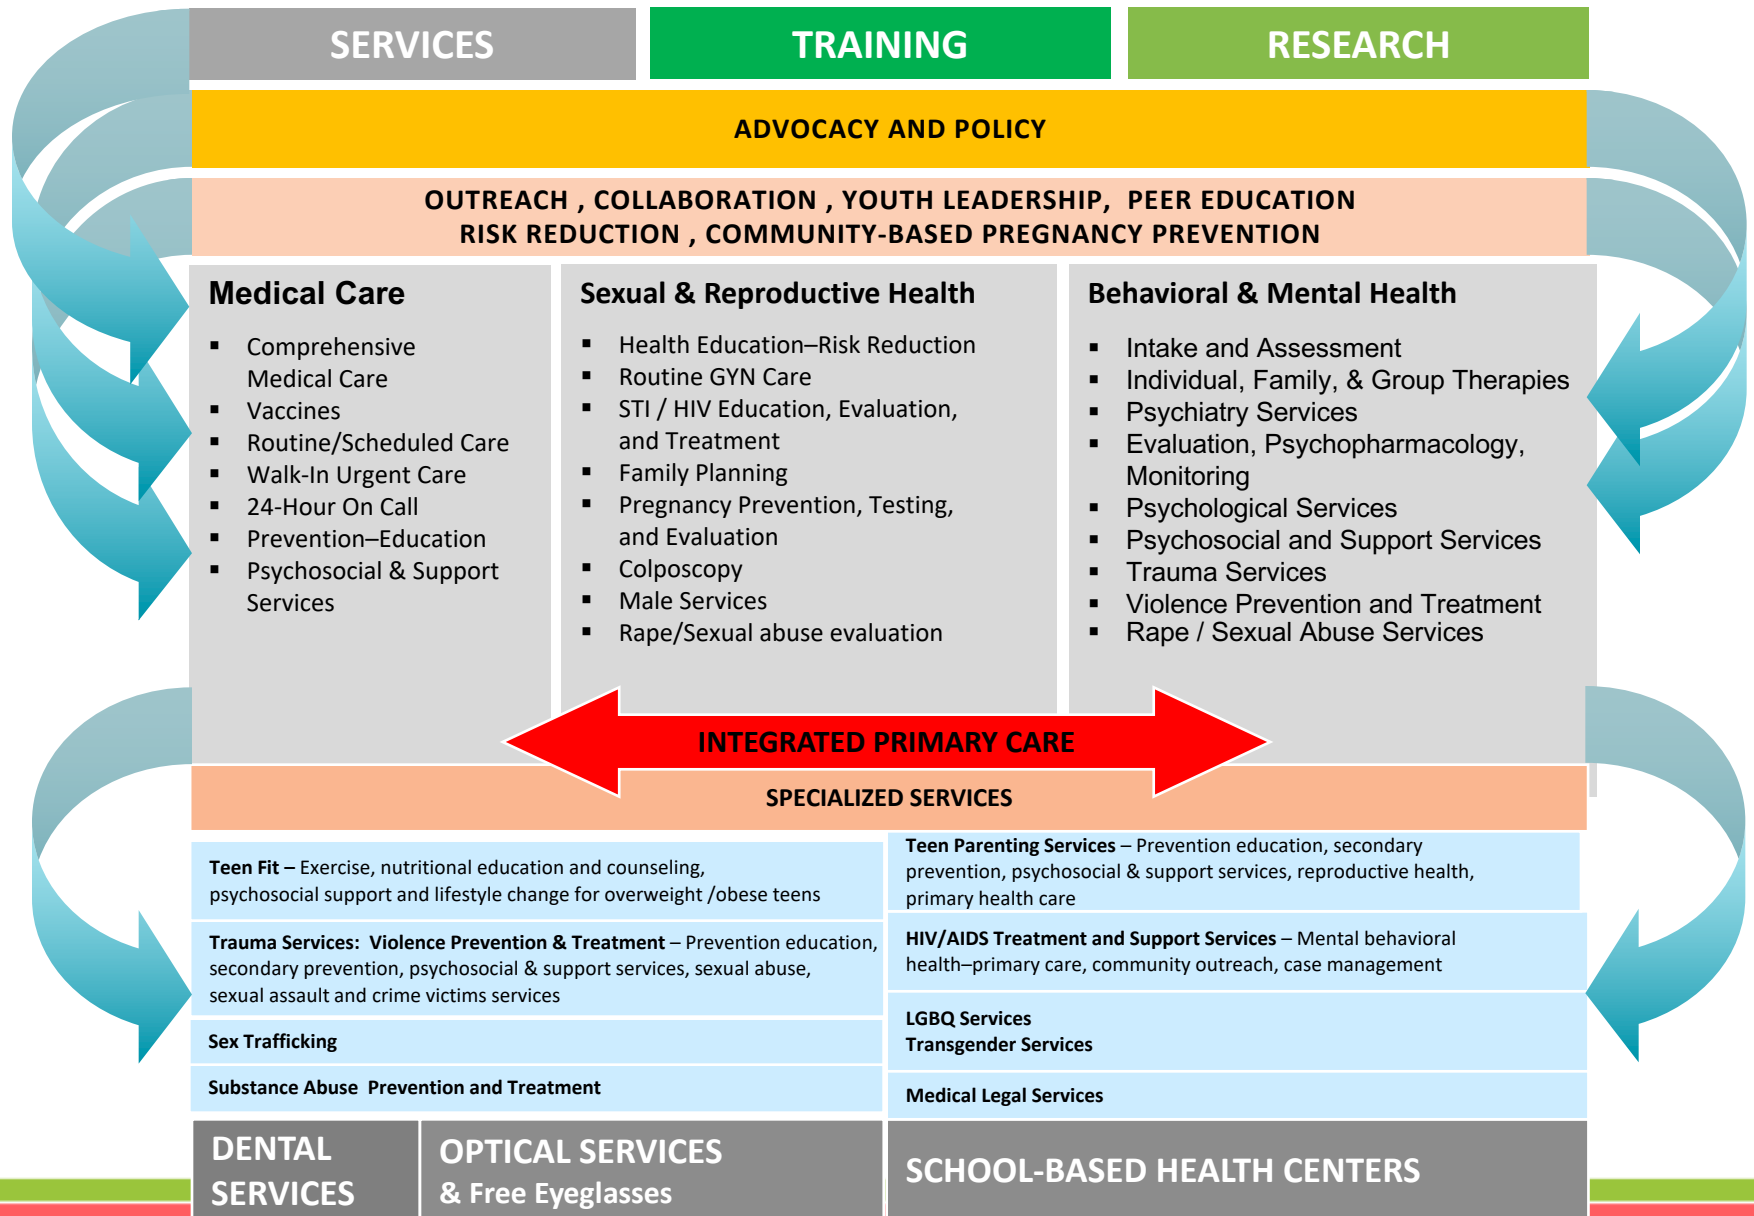 SERVICES
TRAINING
RESEARCH
ADVOCACY AND POLICY
OUTREACH , COLLABORATION , YOUTH LEADERSHIP, PEER EDUCATION
RISK REDUCTION , COMMUNITY-BASED PREGNANCY PREVENTION
Medical Care
▪ Comprehensive
Medical Care
▪ Vaccines
▪ Routine/Scheduled Care
▪ Walk-In Urgent Care
▪ 24-Hour On Call
▪ Prevention–Education
▪ Psychosocial & Support
Services
Sexual & Reproductive Health
▪ Health Education–Risk Reduction
▪ Routine GYN Care
▪ STI / HIV Education, Evaluation,
and Treatment
▪ Family Planning
▪ Pregnancy Prevention, Testing,
and Evaluation
▪ Colposcopy
▪ Male Services
▪ Rape/Sexual abuse evaluation
Behavioral & Mental Health
▪ Intake and Assessment
▪ Individual, Family, & Group Therapies
▪ Psychiatry Services
▪ Evaluation, Psychopharmacology,
Monitoring
▪ Psychological Services
▪ Psychosocial and Support Services
▪ Trauma Services
▪ Violence Prevention and Treatment
▪ Rape / Sexual Abuse Services
INTEGRATED PRIMARY CARE
SPECIALIZED SERVICES
Teen Fit – Exercise, nutritional education and counseling,
psychosocial support and lifestyle change for overweight /obese teens
Trauma Services: Violence Prevention & Treatment – Prevention education,
secondary prevention, psychosocial & support services, sexual abuse,
sexual assault and crime victims services
Sex Trafficking
Substance Abuse Prevention and Treatment
Teen Parenting Services – Prevention education, secondary
prevention, psychosocial & support services, reproductive health,
primary health care
HIV/AIDS Treatment and Support Services – Mental behavioral
health–primary care, community outreach, case management
LGBQ Services
Transgender Services
Medical Legal Services
DENTAL
SERVICES
OPTICAL SERVICES
& Free Eyeglasses
SCHOOL-BASED HEALTH CENTERS